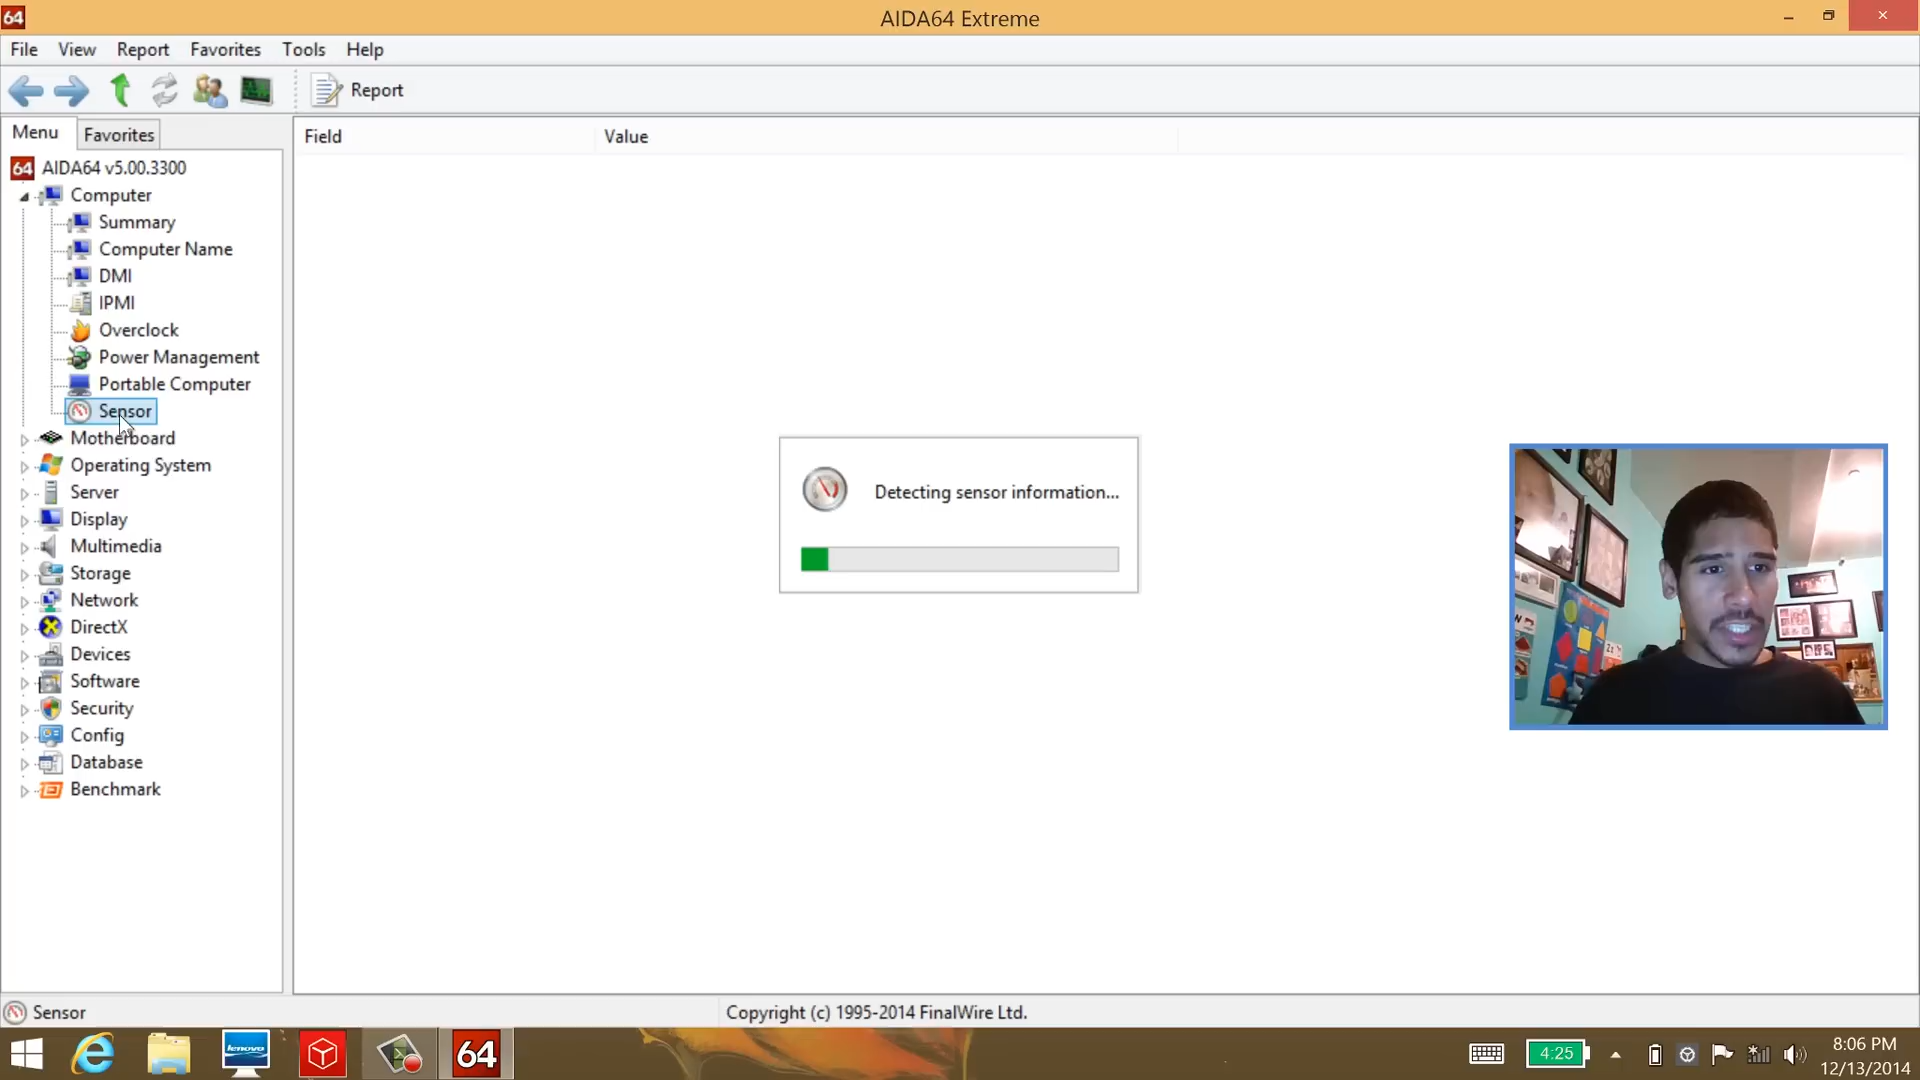 64 AIDA64 Extreme
File View Report Favorites Tools Help
Report
Menu Favorites
Field Value
64 AIDA64 v5.00.3300
Computer
Summary
Computer Name
DMI
IPMI
Overclock
Power Management
Portable Computer
Sensor
Motherboard
Operating System
Server
Display
Multimedia
Storage
Network
DirectX
Devices
Software
Security
Config
Database
Benchmark
Detecting sensor information...
Sensor
Copyright (c) 1995-2014 FinalWire Ltd.
lenovo
64
4:25
8:06 PM
12/13/2014